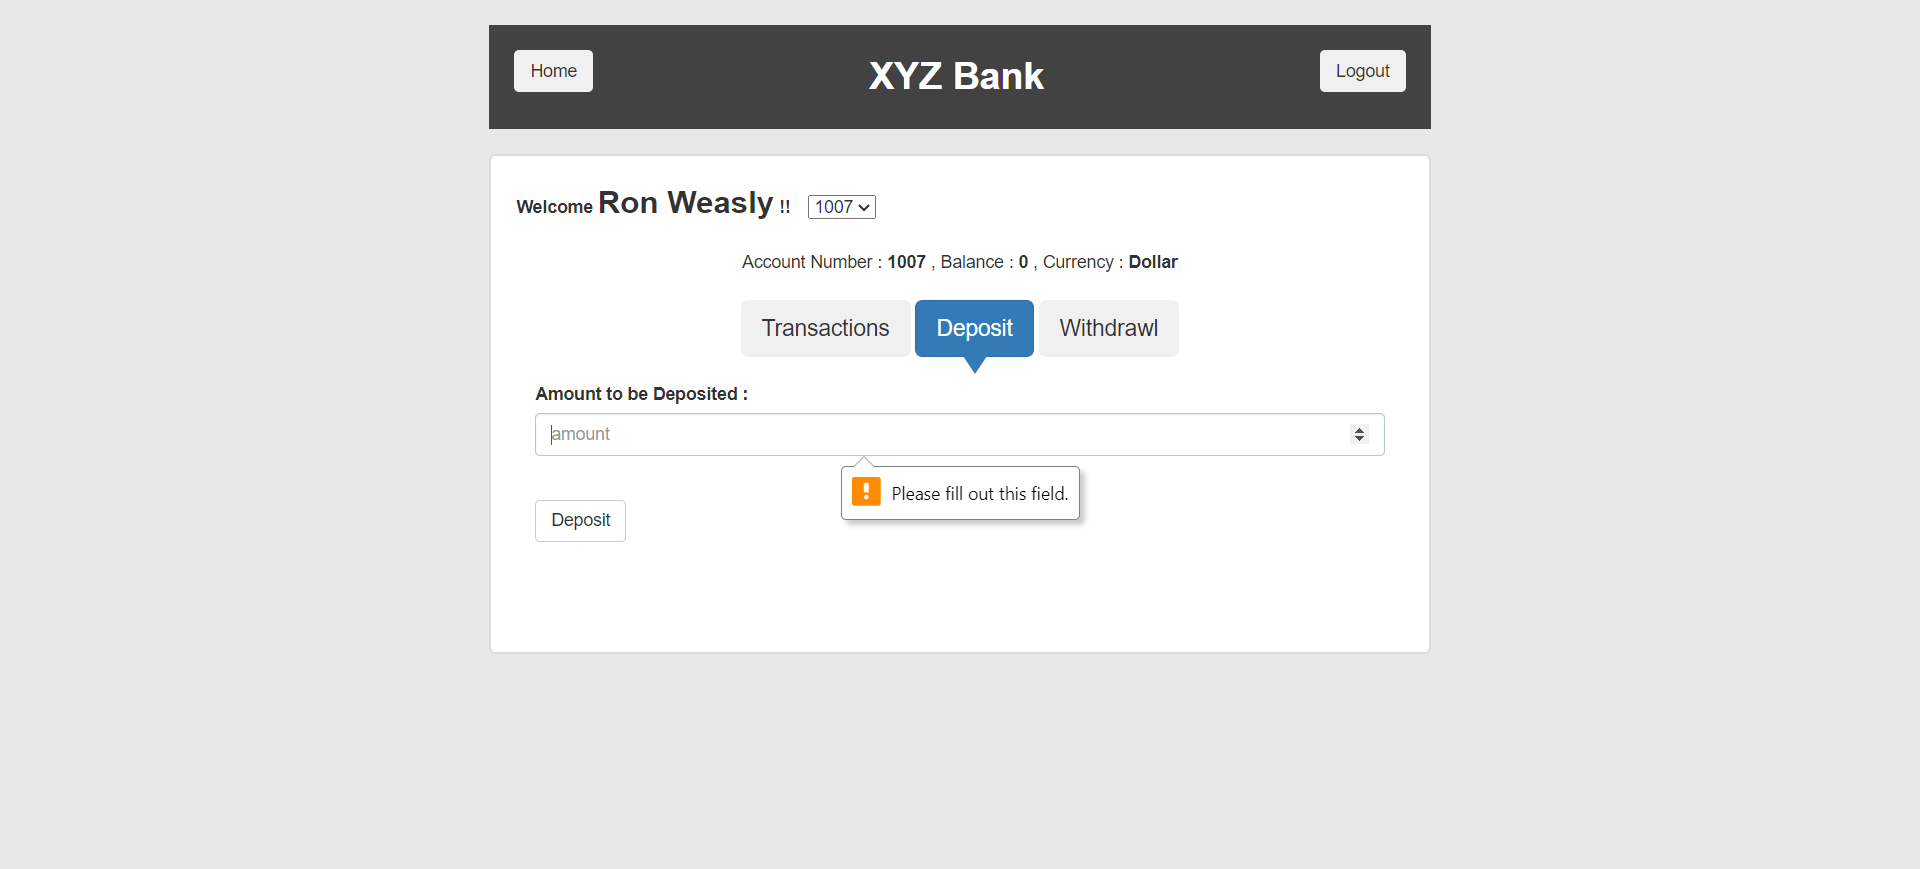 Home XYZ Bank Logout
Welcome Ron Weasly !! 1007
Account Number : 1007 , Balance : 0 , Currency : Dollar
Transactions Deposit Withdrawl
Amount to be Deposited :
amount
! Please fill out this field.
Deposit